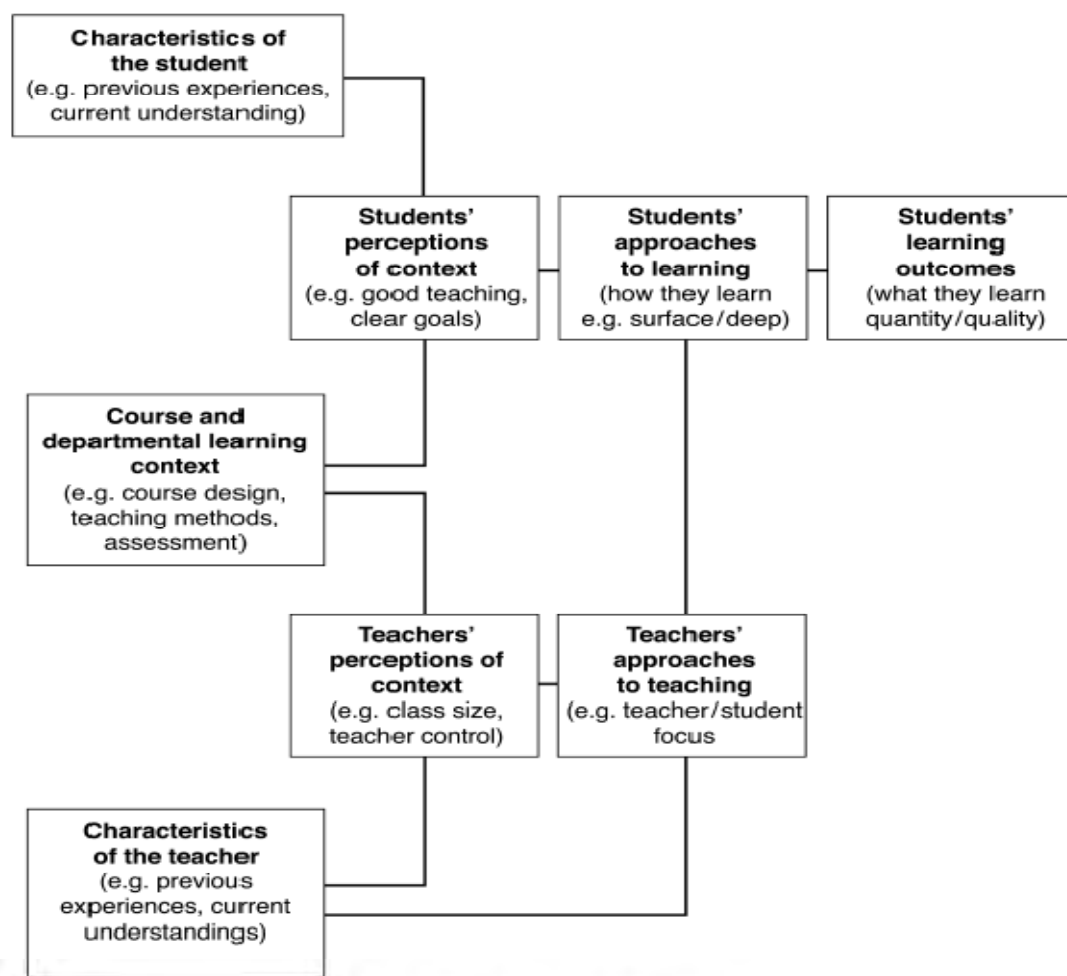 Characteristics of
the student
(e.g. previous experiences,
current understanding)
Students'
perceptions
of context
(e.g. good teaching,
clear goals)
Students'
approaches
to learning
(how they learn
e.g. surface/deep)
Students'
learning
outcomes
(what they learn
quantity/quality)
Course and
departmental learning
context
(e.g. course design,
teaching methods,
assessment)
Teachers'
perceptions of
context
(e.g. class size,
teacher control)
Teachers'
approaches
to teaching
(e.g. teacher/student
focus
Characteristics
of the teacher
(e.g. previous
experiences, current
understandings)